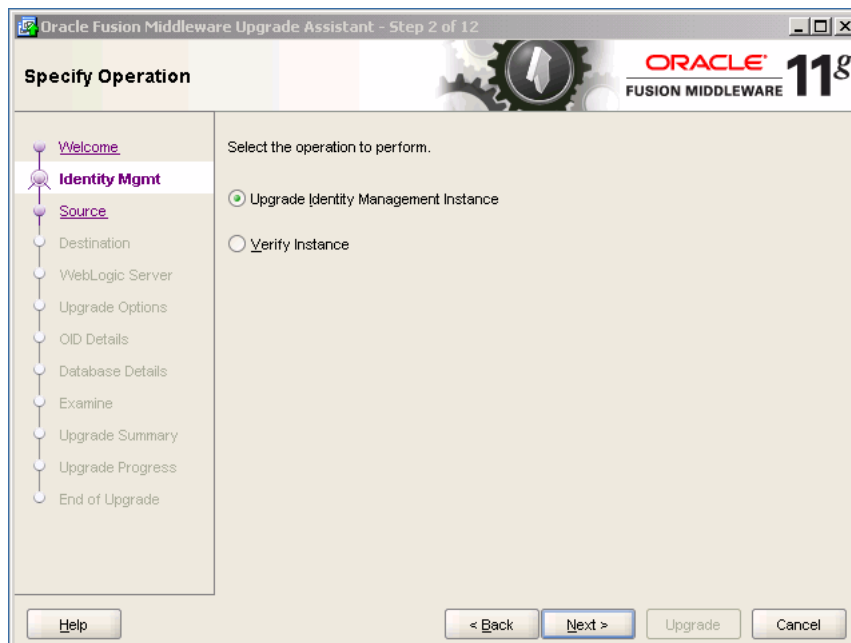 Oracle Fusion Middleware Upgrade Assistant - Step 2 of 12
Specify Operation
ORACLE®
FUSION MIDDLEWARE
11g
Welcome
Identity Mgmt
Source
Destination
WebLogic Server
Upgrade Options
OID Details
Database Details
Examine
Upgrade Summary
Upgrade Progress
End of Upgrade
Select the operation to perform.
Upgrade Identity Management Instance
Verify Instance
Help
< Back
Next >
Upgrade
Cancel